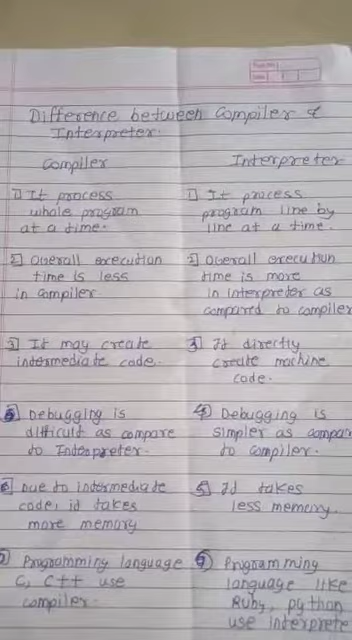 Difference between Compiler &
Interpreter.
Compiler
1) It process
whole program
at a time.
2) Overall execution
time is less
in compiler.
3) It may create
intermediate code.
Debugging is
difficult as compare
to Interpreter.
Due to intermediate
code, it takes
more memory
Programming language
C, C++ use
compiler.
Interpreter
1) It process
program line by
line at a time.
2) Overall execution
time is more
in interpreter as
compared to compiler
3) It directly
create machine
code.
4) Debugging is
simpler as compar
to compiler.
5) It takes
less memory.
Programming
language like
Ruby, python
use interprete